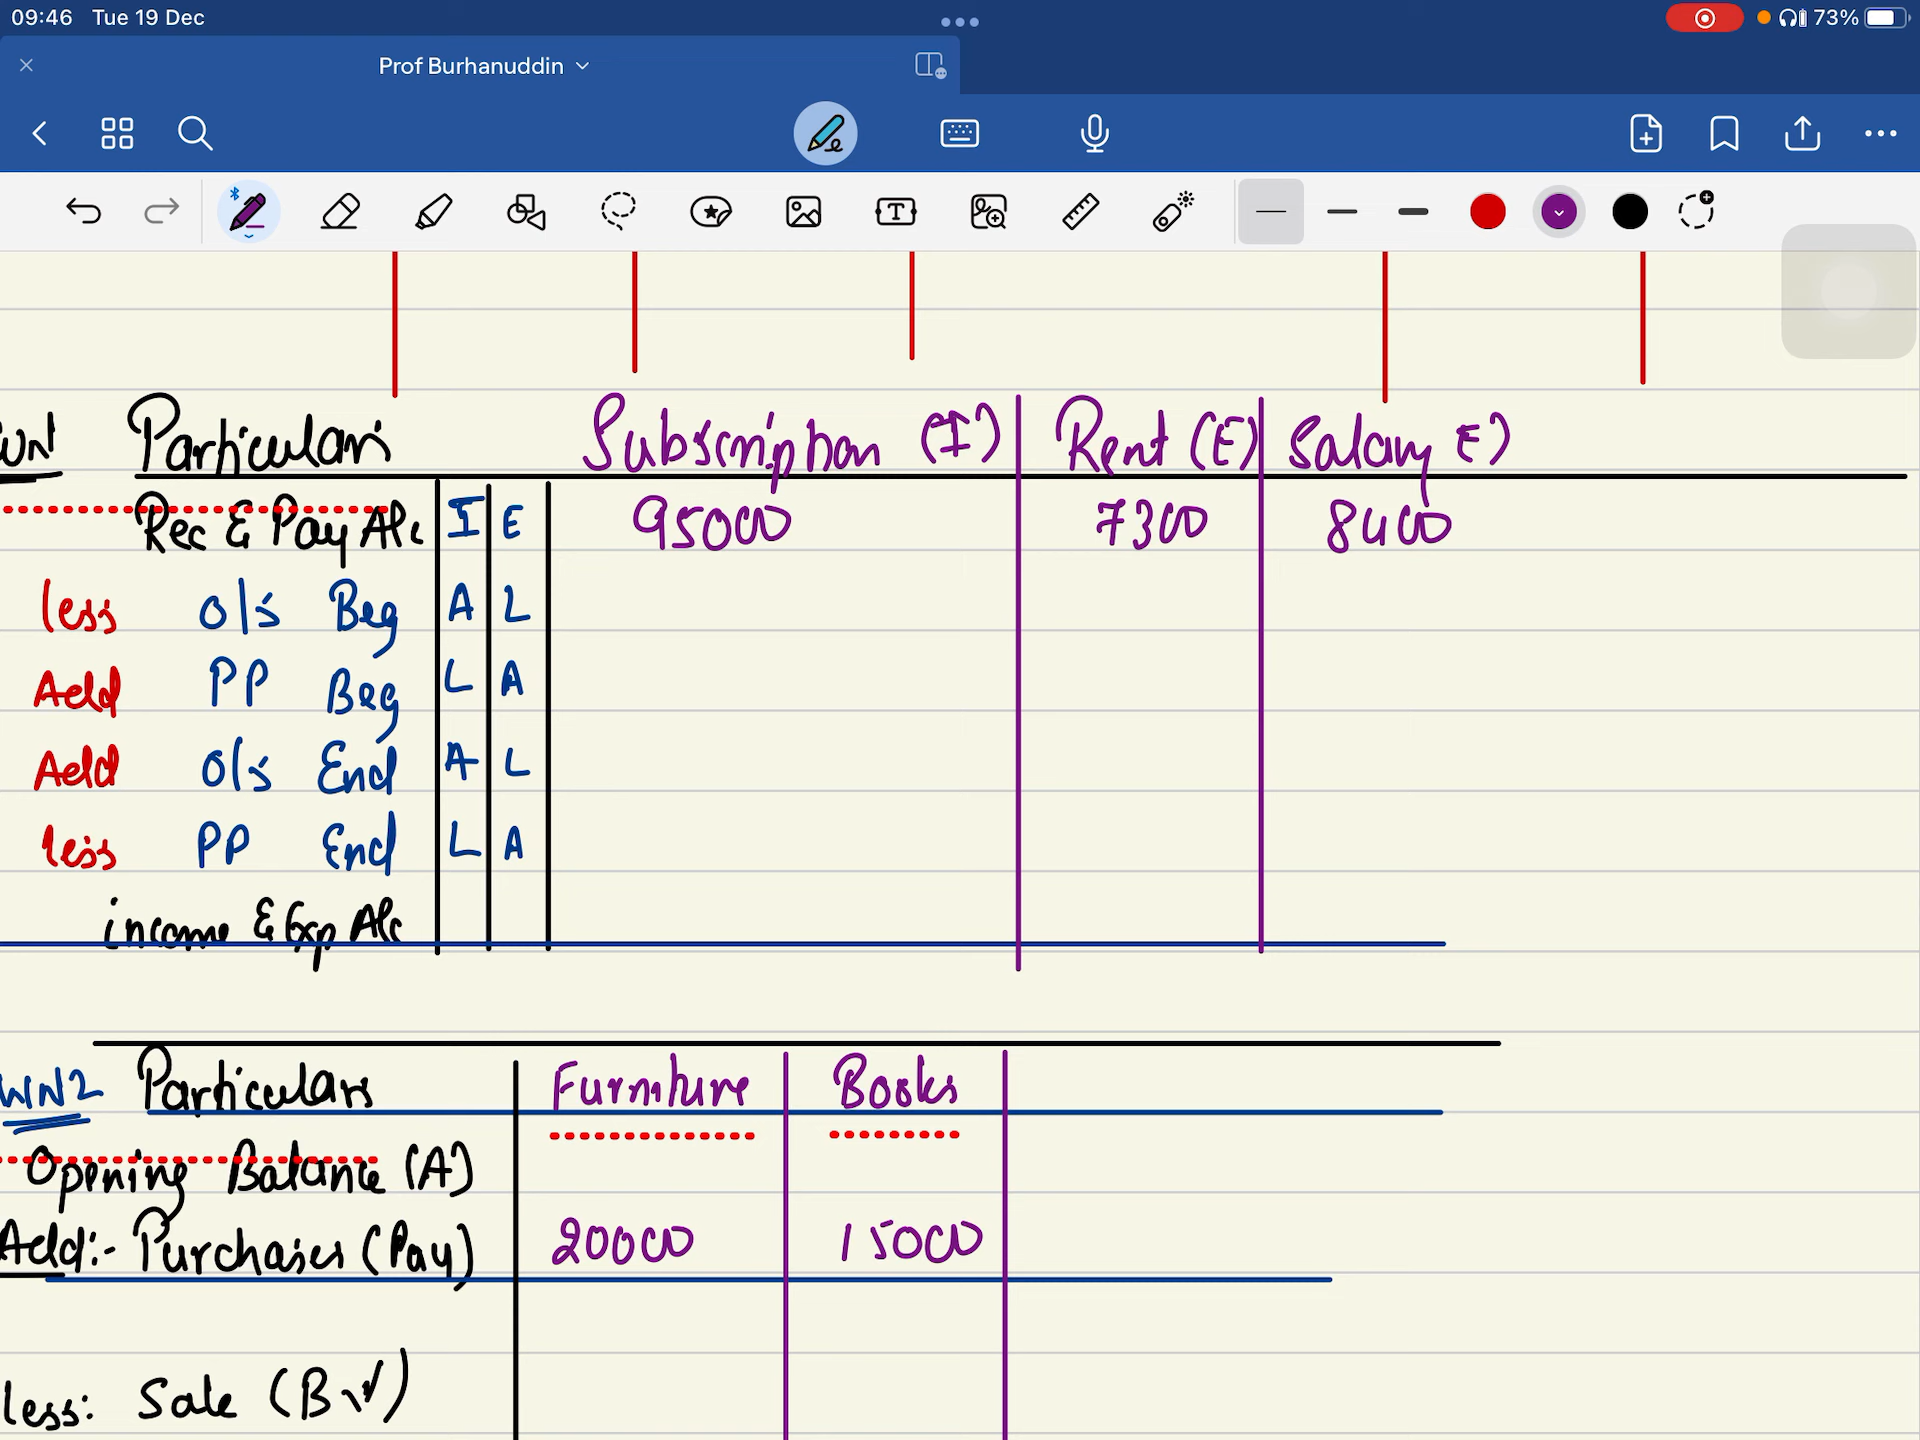 09:46 Tue 19 Dec 73%
Prof Burhanuddin
WN Particulars Subscription (I) Rent (E) Salary E)
Rec & Pay A/c I E 95000 7300 8400
less o/s Beg A L
Add PP Beg L A
Add o/s End A L
less PP End L A
income & Exp A/c
WN2 Particulars Furniture Books
Opening Balance (A)
Add:- Purchases (Pay) 20000 15000
less: Sale (BV)